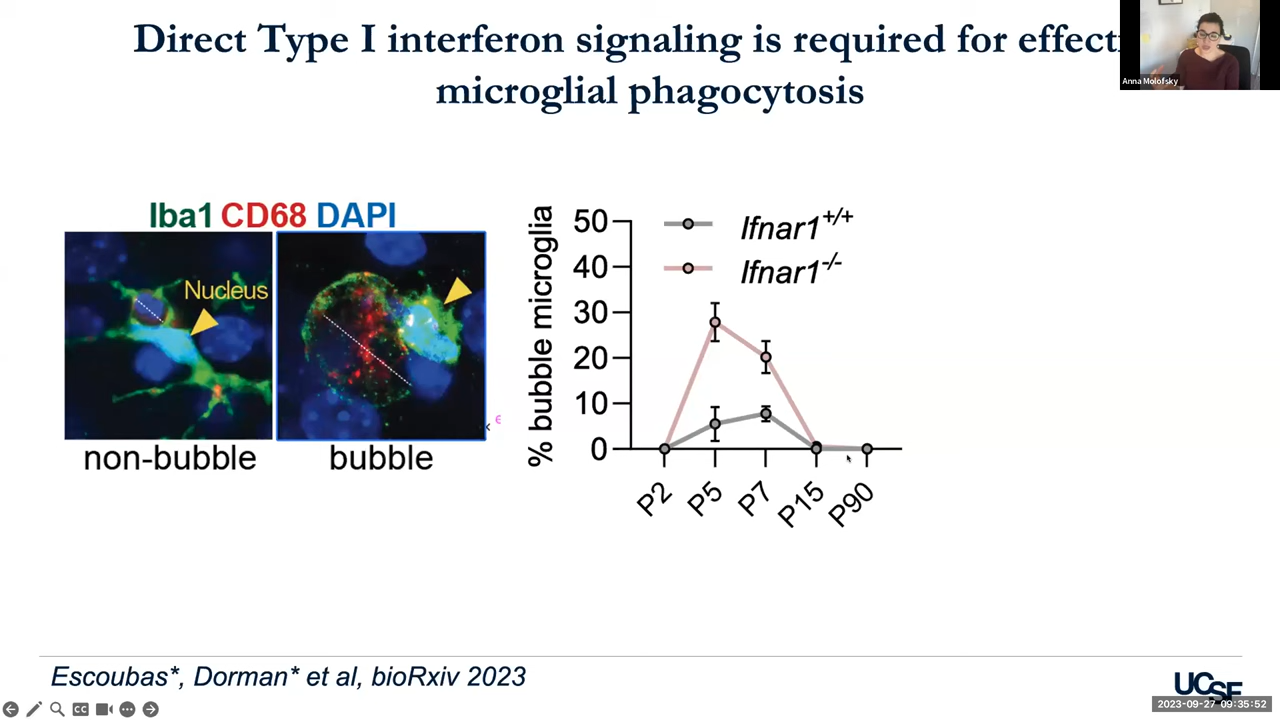 Direct Type I interferon signaling is required for effecti
microglial phagocytosis
Anna Molofsky
Iba1 CD68 DAPI
Nucleus
non-bubble
bubble
% bubble microglia
50
40
30
20
10
0
Ifnar1+/+
Ifnar1-/-
P2
P5
P7
P15
P90
Escoubas*, Dorman* et al, bioRxiv 2023
UCSF
CC
2023-09-27 09:35:52